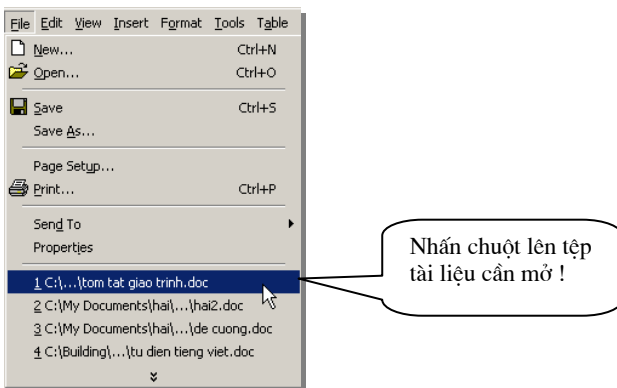 File Edit View Insert Format Tools Table
New... Ctrl+N
Open... Ctrl+O
Save Ctrl+S
Save As...
Page Setup...
Print... Ctrl+P
Send To
Properties
1 C:\...\tom tat giao trinh.doc
2 C:\My Documents\hai\...\hai2.doc
3 C:\My Documents\hai\...\de cuong.doc
4 C:\Building\...\tu dien tieng viet.doc
Nhấn chuột lên tệp
tài liệu cần mở !